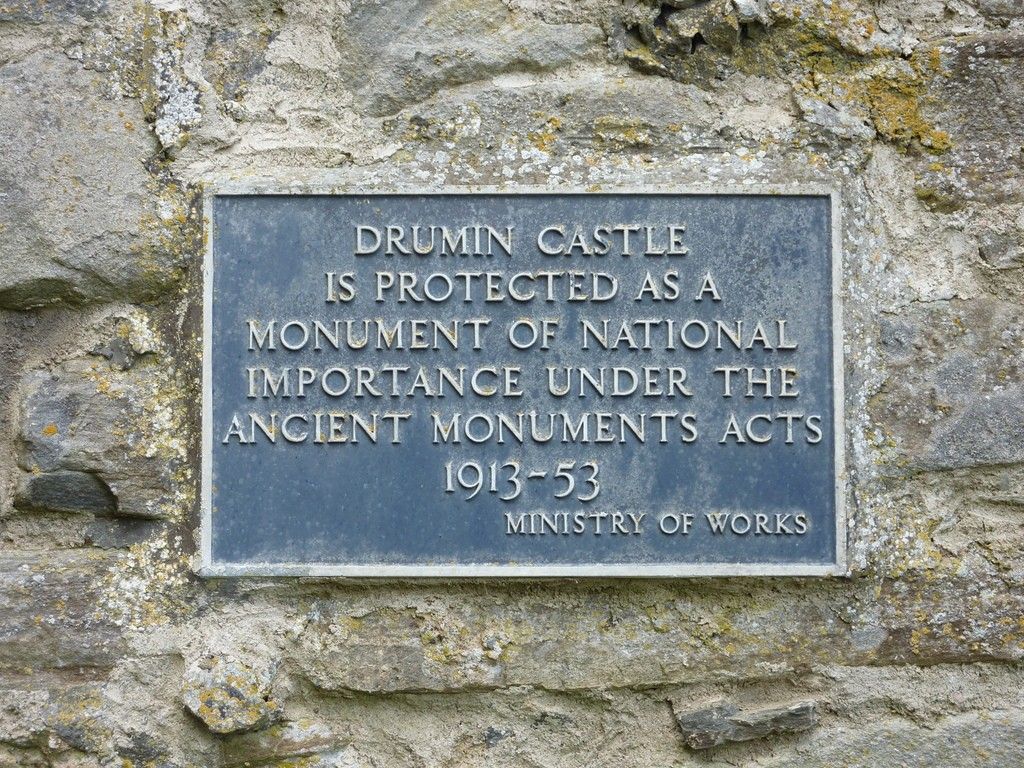 DRUMIN CASTLE
IS PROTECTED AS A
MONUMENT OF NATIONAL
IMPORTANCE UNDER THE
ANCIENT MONUMENTS ACTS
1913-53
MINISTRY OF WORKS